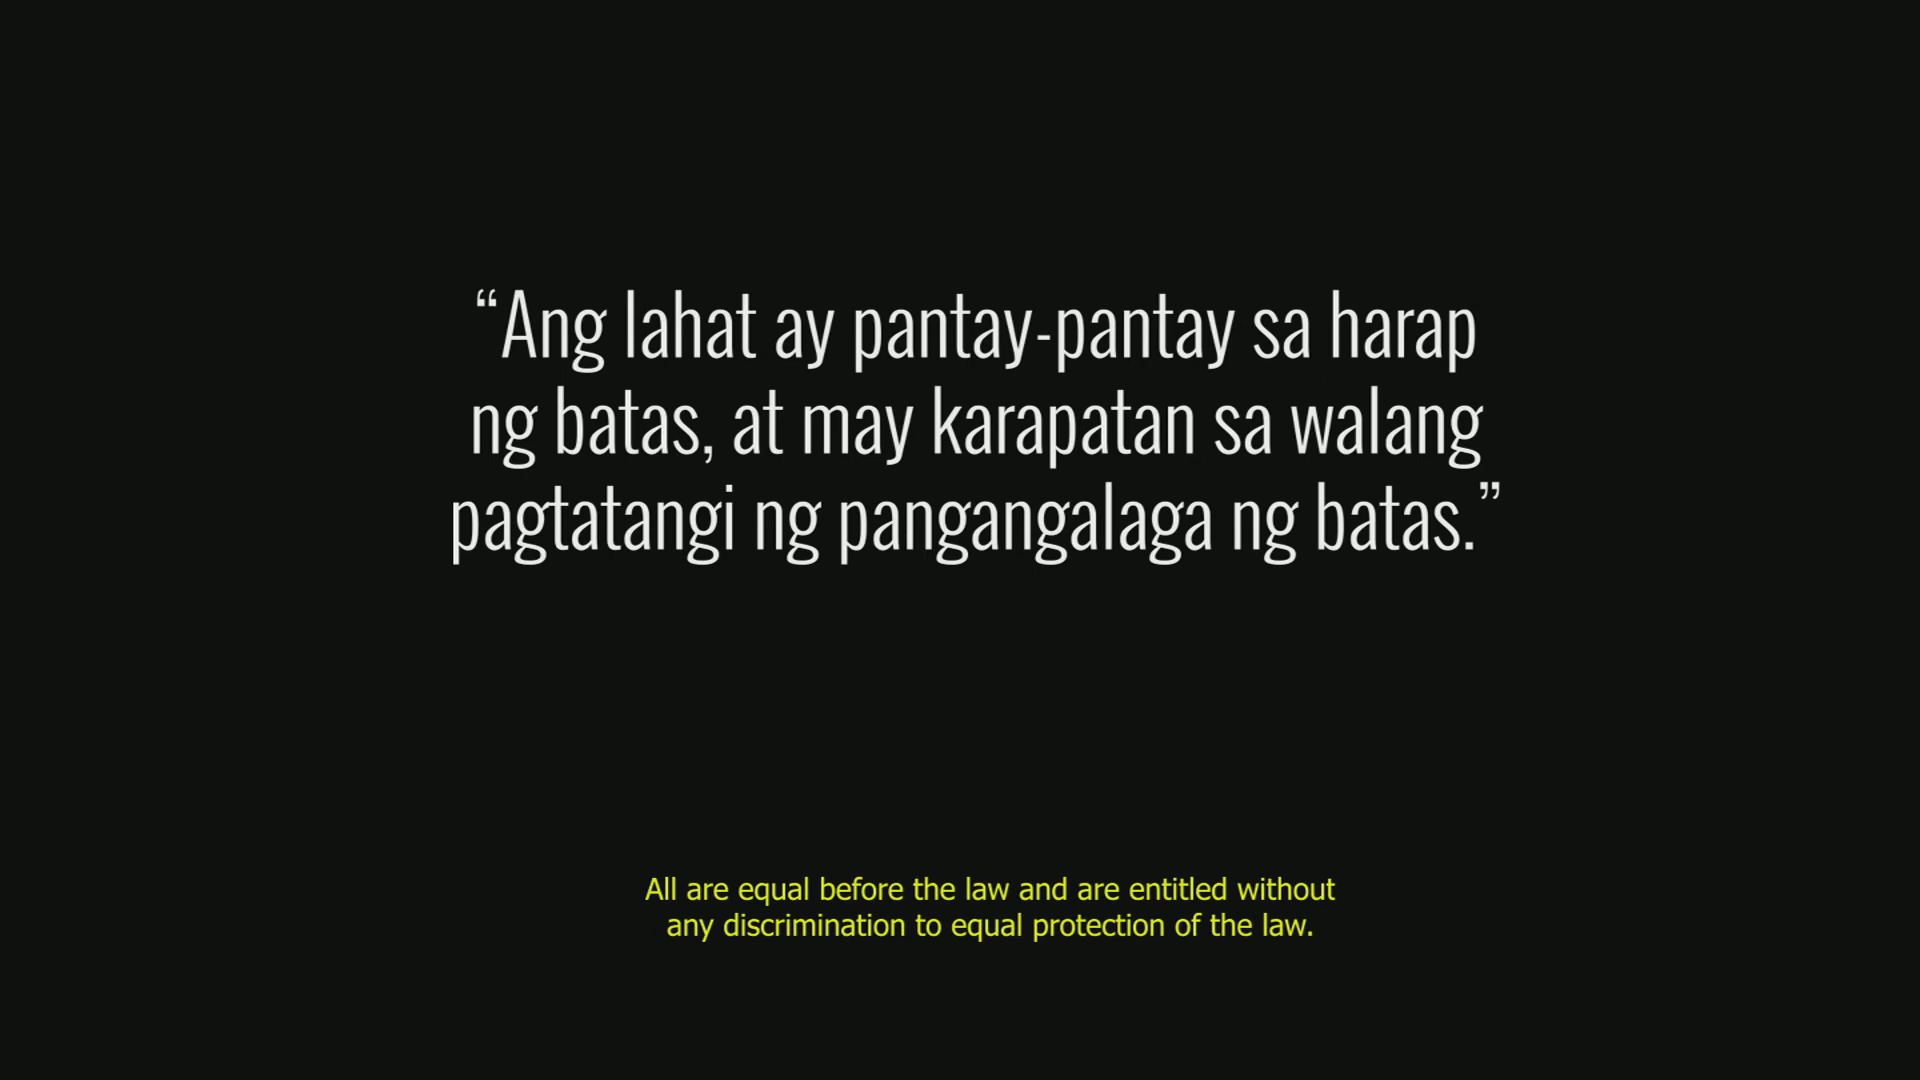 “Ang lahat ay pantay-pantay sa harap
ng batas, at may karapatan sa walang
pagtatangi ng pangangalaga ng batas.”
All are equal before the law and are entitled without
any discrimination to equal protection of the law.